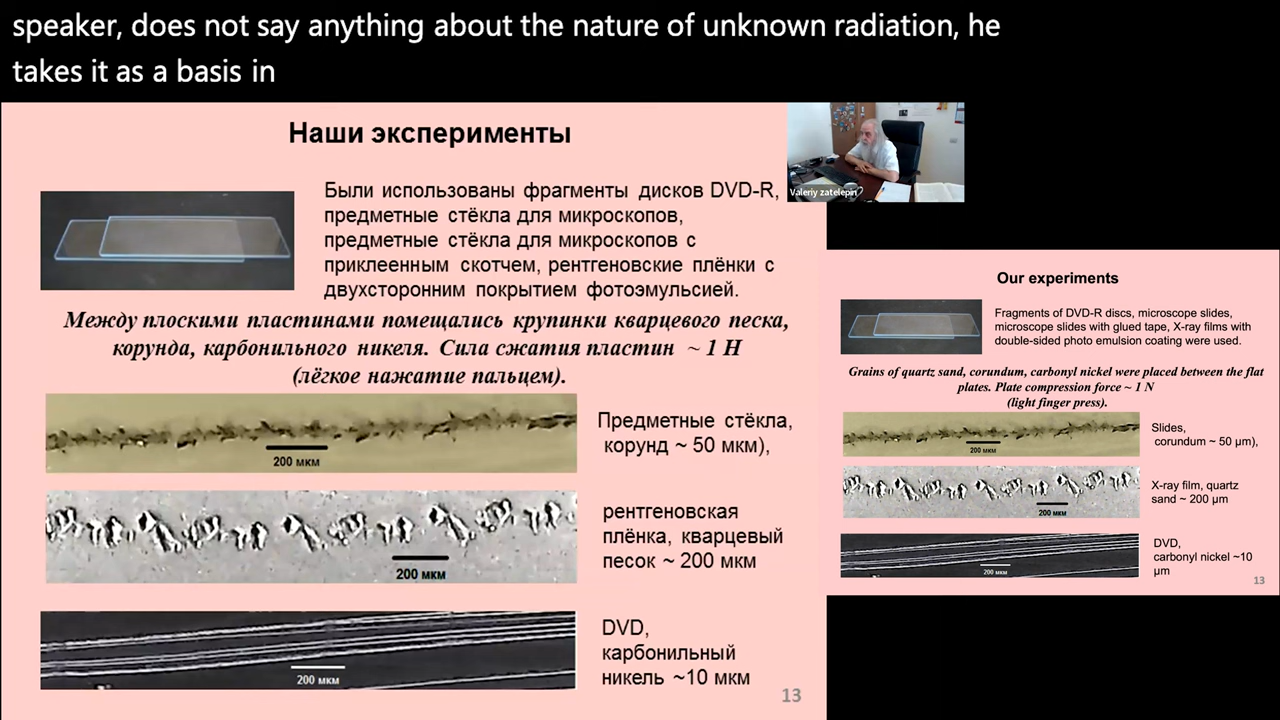 speaker, does not say anything about the nature of unknown radiation, he
takes it as a basis in
Наши эксперименты
Были использованы фрагменты дисков DVD-R,
предметные стёкла для микроскопов,
предметные стёкла для микроскопов с
приклеенным скотчем, рентгеновские плёнки с
двухсторонним покрытием фотоэмульсией.
Между плоскими пластинами помещались крупинки кварцевого песка,
корунда, карбонильного никеля. Сила сжатия пластин ~ 1 Н
(лёгкое нажатие пальцем).
200 мкм
Предметные стёкла,
корунд ~ 50 мкм),
200 мкм
рентгеновская
плёнка, кварцевый
песок ~ 200 мкм
200 мкм
DVD,
карбонильный
никель ~10 мкм
13
Valeriy zatelepin
Our experiments
Fragments of DVD-R discs, microscope slides,
microscope slides with glued tape, X-ray films with
double-sided photo emulsion coating were used.
Grains of quartz sand, corundum, carbonyl nickel were placed between the flat
plates. Plate compression force ~ 1 N
(light finger press).
200 мкм
Slides,
corundum ~ 50 µm),
200 мкм
X-ray film, quartz
sand ~ 200 µm
200 мкм
DVD,
carbonyl nickel ~10
µm
13